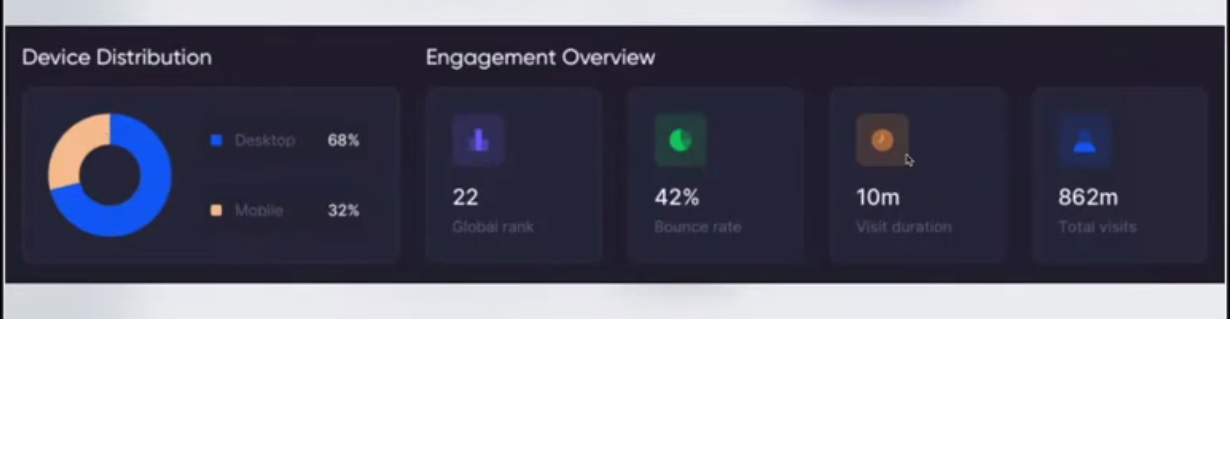 Device Distribution
Desktop 68%
Mobile 32%
Engagement Overview
22
Global rank
42%
Bounce rate
10m
Visit duration
862m
Total visits